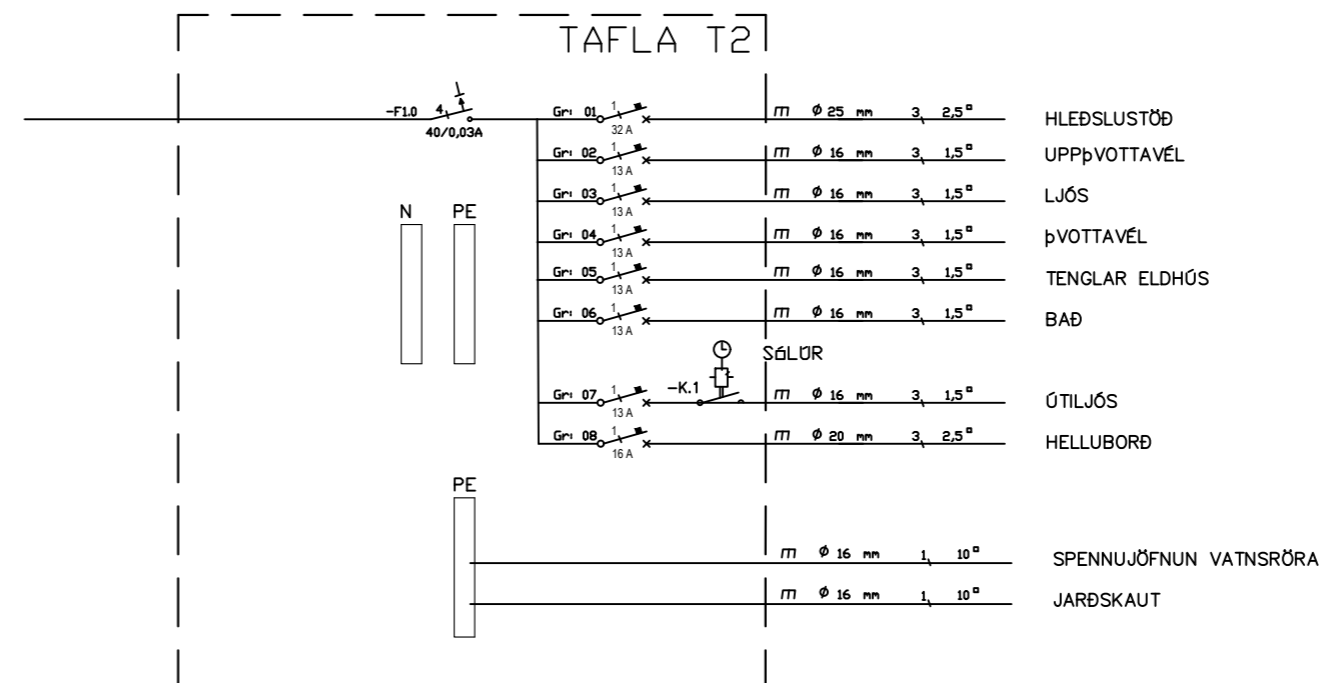 TAFLA T2
-F1.0 4 40/0,03A
Gr: 01 1 32 A m Ø 25 mm 3 2,5▫ HLEÐSLUSTÖÐ
Gr: 02 1 13 A m Ø 16 mm 3 1,5▫ UPPÞVOTTAVÉL
Gr: 03 1 13 A m Ø 16 mm 3 1,5▫ LJÓS
N PE
Gr: 04 1 13 A m Ø 16 mm 3 1,5▫ ÞVOTTAVÉL
Gr: 05 1 13 A m Ø 16 mm 3 1,5▫ TENGLAR ELDHÚS
Gr: 06 1 13 A m Ø 16 mm 3 1,5▫ BAÐ
SÓLÚR
Gr: 07 1 13 A -K.1 m Ø 16 mm 3 1,5▫ ÚTILJÓS
Gr: 08 1 16 A m Ø 20 mm 3 2,5▫ HELLUBORÐ
PE
m Ø 16 mm 1 10▫ SPENNUJÖFNUN VATNSRÖRA
m Ø 16 mm 1 10▫ JARÐSKAUT